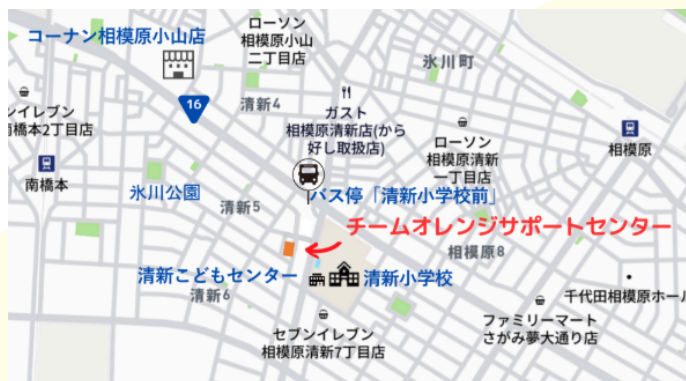 コーナン相模原小山店
ローソン
相模原小山
二丁目店
氷川町
16
清新4
ンイレブン
橋本2丁目店
ガスト
相模原清新店(から
好し取扱店)
ローソン
相模原清新
一丁目店
相模原
南橋本
氷川公園
清新5
バス停「清新小学校前」
チームオレンジサポートセンター
相模原8
清新こどもセンター
清新小学校
清新6
千代田相模原ホー
セブンイレブン
相模原清新7丁目店
ファミリーマート
さがみ夢大通り店